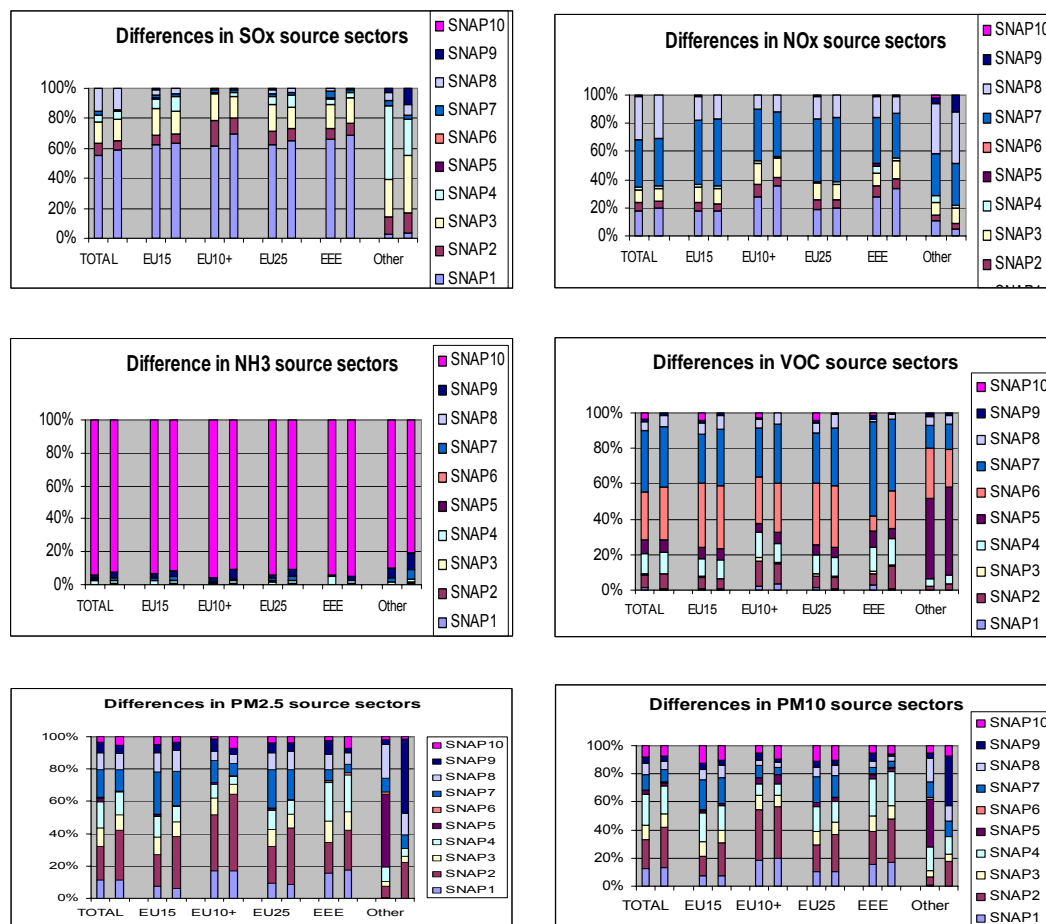 Differences in SOx source sectors
100%
80%
60%
40%
20%
0%
TOTAL EU15 EU10+ EU25 EEE Other
SNAP10
SNAP9
SNAP8
SNAP7
SNAP6
SNAP5
SNAP4
SNAP3
SNAP2
SNAP1
Differences in NOx source sectors
100%
80%
60%
40%
20%
0%
TOTAL EU15 EU10+ EU25 EEE Other
SNAP10
SNAP9
SNAP8
SNAP7
SNAP6
SNAP5
SNAP4
SNAP3
SNAP2
Difference in NH3 source sectors
100%
80%
60%
40%
20%
0%
TOTAL EU15 EU10+ EU25 EEE Other
SNAP10
SNAP9
SNAP8
SNAP7
SNAP6
SNAP5
SNAP4
SNAP3
SNAP2
SNAP1
Differences in VOC source sectors
100%
80%
60%
40%
20%
0%
TOTAL EU15 EU10+ EU25 EEE Other
SNAP10
SNAP9
SNAP8
SNAP7
SNAP6
SNAP5
SNAP4
SNAP3
SNAP2
SNAP1
Differences in PM2.5 source sectors
100%
80%
60%
40%
20%
0%
TOTAL EU15 EU10+ EU25 EEE Other
SNAP10
SNAP9
SNAP8
SNAP7
SNAP6
SNAP5
SNAP4
SNAP3
SNAP2
SNAP1
Differences in PM10 source sectors
100%
80%
60%
40%
20%
0%
TOTAL EU15 EU10+ EU25 EEE Other
SNAP10
SNAP9
SNAP8
SNAP7
SNAP6
SNAP5
SNAP4
SNAP3
SNAP2
SNAP1